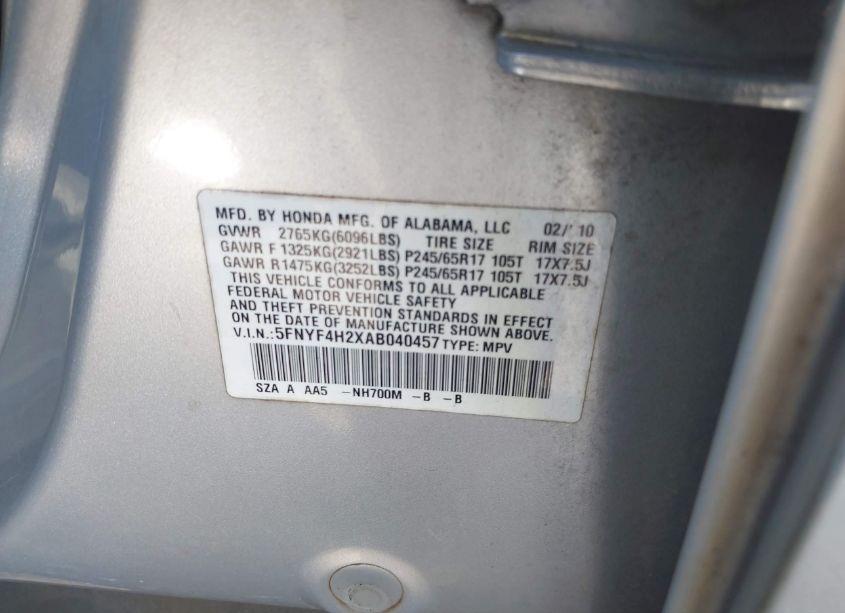 MFD. BY HONDA MFG. OF ALABAMA, LLC 02/'10
GVWR 2765KG(6096LBS) TIRE SIZE RIM SIZE
GAWR F 1325KG(2921LBS) P245/65R17 105T 17X7.5J
GAWR R1475KG(3252LBS) P245/65R17 105T 17X7.5J
THIS VEHICLE CONFORMS TO ALL APPLICABLE
FEDERAL MOTOR VEHICLE SAFETY
AND THEFT PREVENTION STANDARDS IN EFFECT
ON THE DATE OF MANUFACTURE SHOWN ABOVE.
V.I.N.:5FNYF4H2XAB040457 TYPE: MPV
SZA A AA5 -NH700M -B -B